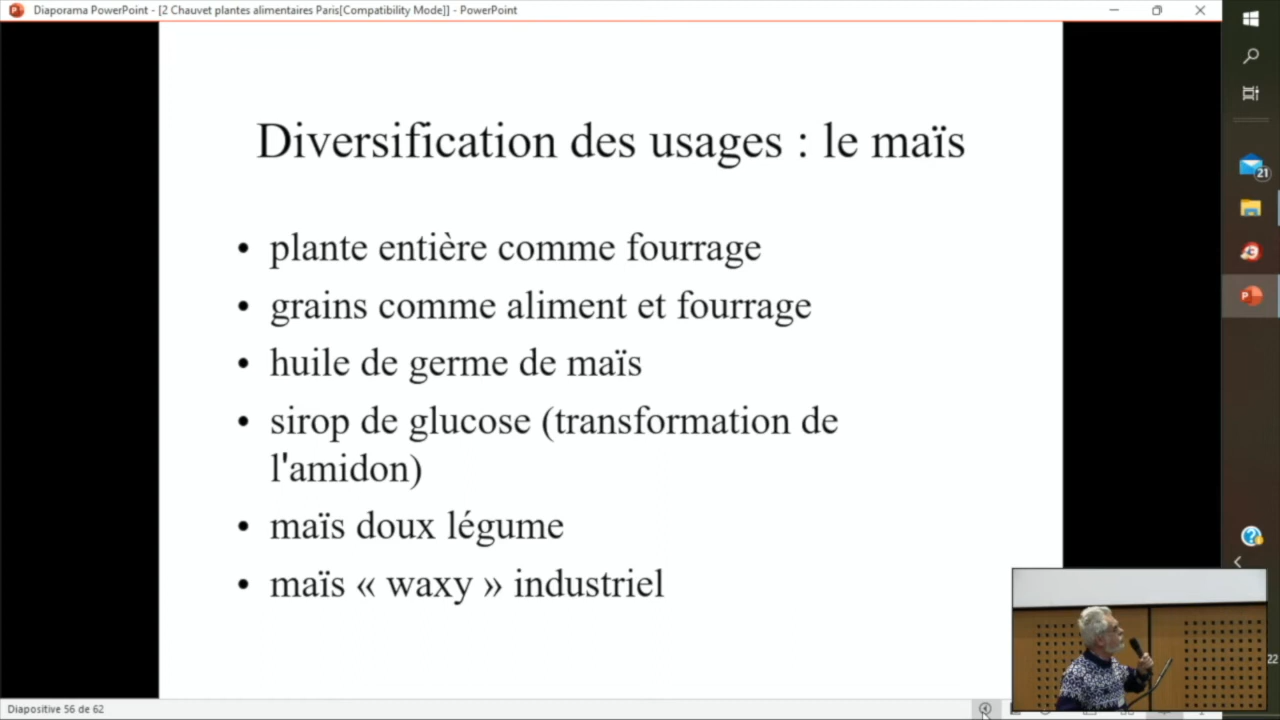 Diaporama PowerPoint - [2 Chauvet plantes alimentaires Paris[Compatibility Mode]] - PowerPoint
Diversification des usages : le maïs
• plante entière comme fourrage
• grains comme aliment et fourrage
• huile de germe de maïs
• sirop de glucose (transformation de
l'amidon)
• maïs doux légume
• maïs « waxy » industriel
21
22
Diapositive 56 de 62